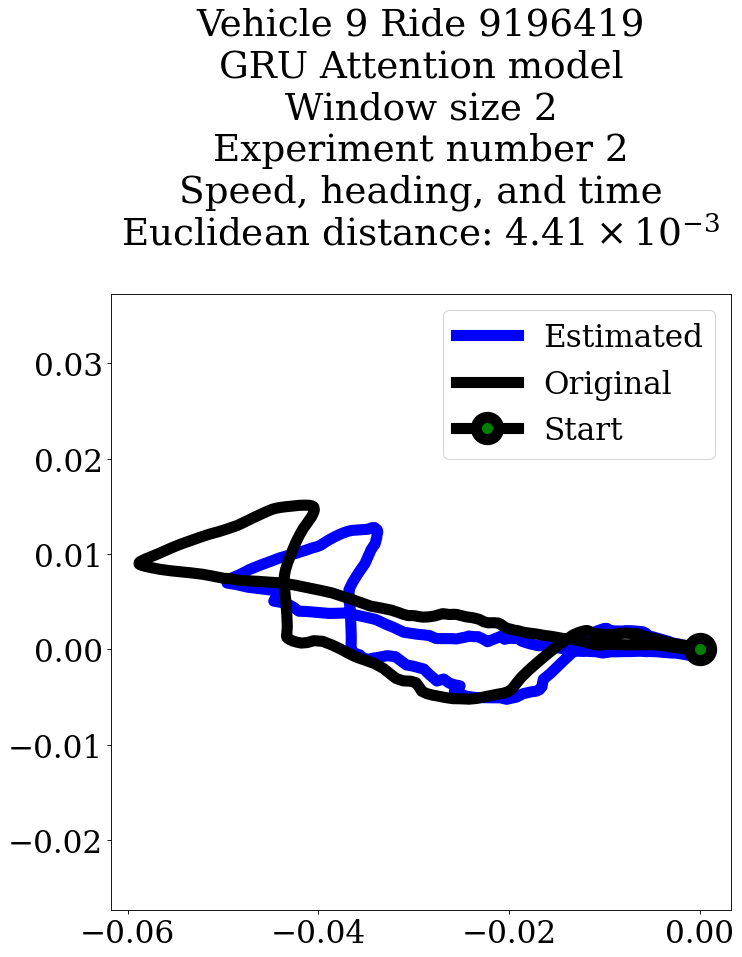 Vehicle 9 Ride 9196419
GRU Attention model
Window size 2
Experiment number 2
Speed, heading, and time
Euclidean distance: 4.41 × 10⁻³
Estimated
Original
Start
0.03
0.02
0.01
0.00
−0.01
−0.02
−0.06 −0.04 −0.02 0.00